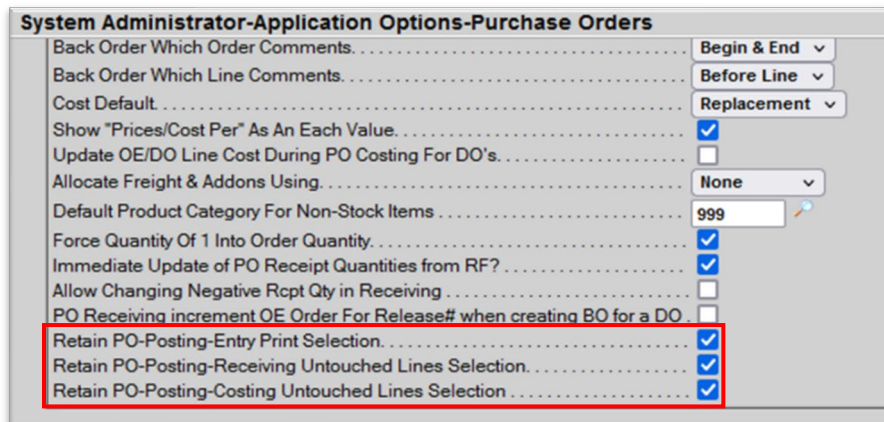 System Administrator-Application Options-Purchase Orders
Back Order Which Order Comments. . . . . . . . . . . . . . . . . . . . . . . . . . . . . . . . . . . . Begin & End
Back Order Which Line Comments. . . . . . . . . . . . . . . . . . . . . . . . . . . . . . . . . . . . . Before Line
Cost Default. . . . . . . . . . . . . . . . . . . . . . . . . . . . . . . . . . . . . . . . . . . . . . . . . . . . . . . . . Replacement
Show "Prices/Cost Per" As An Each Value. . . . . . . . . . . . . . . . . . . . . . . . . . . . . . .
Update OE/DO Line Cost During PO Costing For DO's. . . . . . . . . . . . . . . . . . . .
Allocate Freight & Addons Using. . . . . . . . . . . . . . . . . . . . . . . . . . . . . . . . . . . . . . . None
Default Product Category For Non-Stock Items . . . . . . . . . . . . . . . . . . . . . . . . . . 999
Force Quantity Of 1 Into Order Quantity. . . . . . . . . . . . . . . . . . . . . . . . . . . . . . . . . .
Immediate Update of PO Receipt Quantities from RF? . . . . . . . . . . . . . . . . . . . .
Allow Changing Negative Rcpt Qty in Receiving . . . . . . . . . . . . . . . . . . . . . . . . . .
PO Receiving increment OE Order For Release# when creating BO for a DO .
Retain PO-Posting-Entry Print Selection. . . . . . . . . . . . . . . . . . . . . . . . . . . . . . . . .
Retain PO-Posting-Receiving Untouched Lines Selection. . . . . . . . . . . . . . . . . .
Retain PO-Posting-Costing Untouched Lines Selection . . . . . . . . . . . . . . . . . . . .